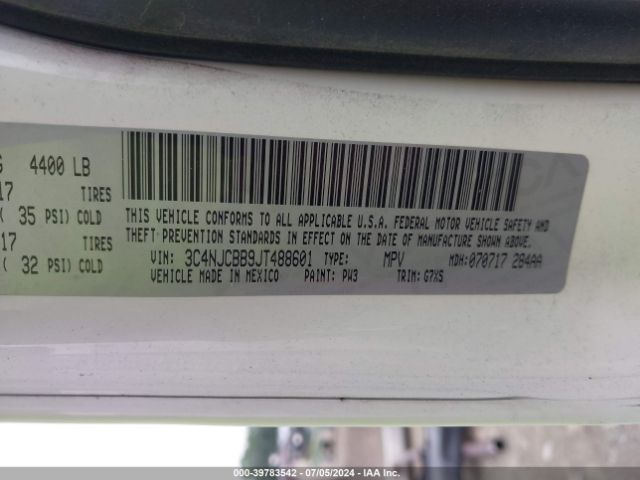 G 4400 LB
17 TIRES
( 35 PSI) COLD
17 TIRES
( 32 PSI) COLD
THIS VEHICLE CONFORMS TO ALL APPLICABLE U.S.A. FEDERAL MOTOR VEHICLE SAFETY AND
THEFT PREVENTION STANDARDS IN EFFECT ON THE DATE OF MANUFACTURE SHOWN ABOVE.
VIN: 3C4NJCBB9JT488601 TYPE: MPV MDH:070717 284AA
VEHICLE MADE IN MEXICO PAINT: PW3 TRIM: G7XS
000-39783542 - 07/05/2024 - IAA Inc.